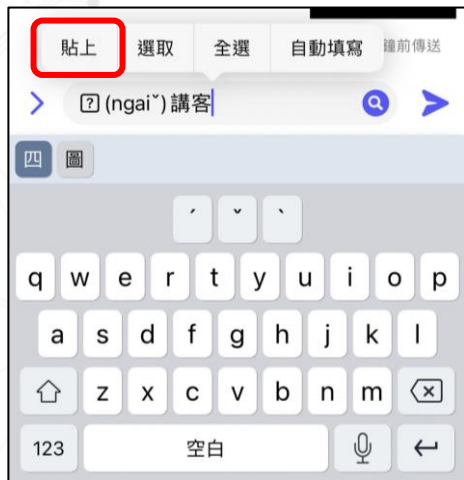 貼上 選取 全選 自動填寫 鐘前傳送
⍰ (ngaiˇ) 講客
四 圖
ˊ ˇ ˋ
q w e r t y u i o p
a s d f g h j k l
z x c v b n m
123 空白